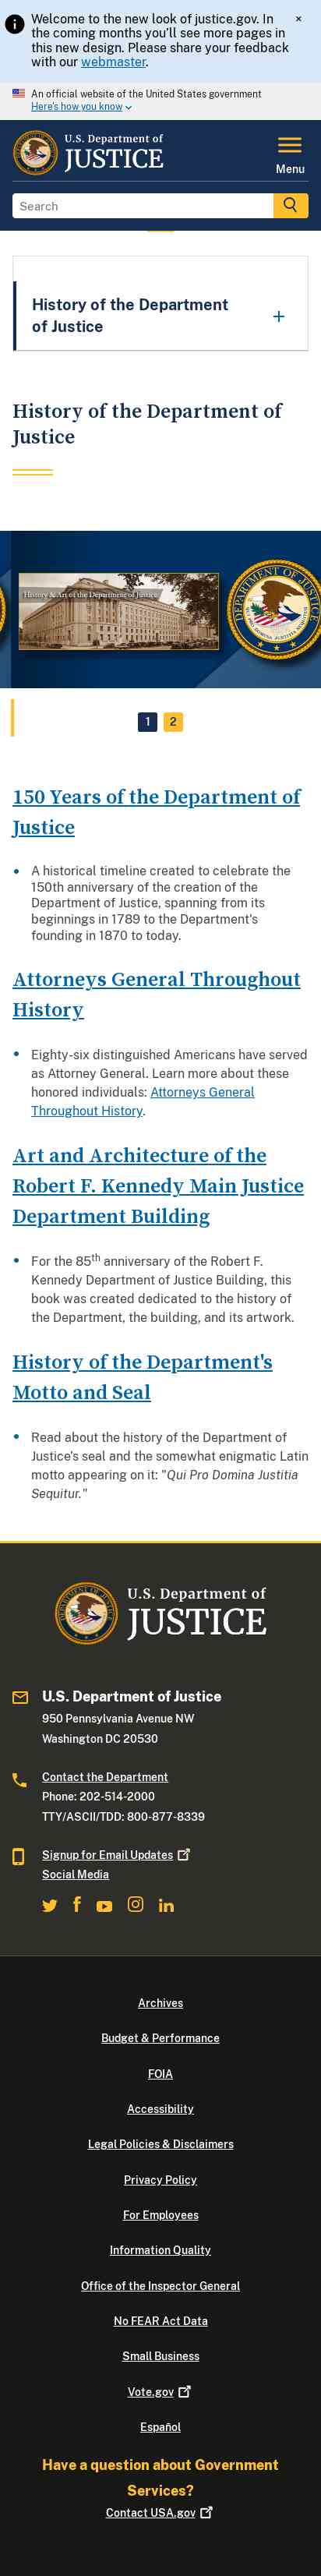 Welcome to the new look of justice.gov. In
the coming months you'll see more pages in
this new design. Please share your feedback
with our webmaster.
×
An official website of the United States government
Here's how you know
U.S. Department of
JUSTICE
Menu
Search
History of the Department
of Justice
+
History of the Department of
Justice
History & Art of the Department of Justice
1 2
150 Years of the Department of
Justice
• A historical timeline created to celebrate the
150th anniversary of the creation of the
Department of Justice, spanning from its
beginnings in 1789 to the Department's
founding in 1870 to today.
Attorneys General Throughout
History
• Eighty-six distinguished Americans have served
as Attorney General. Learn more about these
honored individuals: Attorneys General
Throughout History.
Art and Architecture of the
Robert F. Kennedy Main Justice
Department Building
• For the 85th anniversary of the Robert F.
Kennedy Department of Justice Building, this
book was created dedicated to the history of
the Department, the building, and its artwork.
History of the Department's
Motto and Seal
• Read about the history of the Department of
Justice's seal and the somewhat enigmatic Latin
motto appearing on it: "Qui Pro Domina Justitia
Sequitur."
U.S. Department of
JUSTICE
U.S. Department of Justice
950 Pennsylvania Avenue NW
Washington DC 20530
Contact the Department
Phone: 202-514-2000
TTY/ASCII/TDD: 800-877-8339
Signup for Email Updates
Social Media
Archives
Budget & Performance
FOIA
Accessibility
Legal Policies & Disclaimers
Privacy Policy
For Employees
Information Quality
Office of the Inspector General
No FEAR Act Data
Small Business
Vote.gov
Español
Have a question about Government
Services?
Contact USA.gov